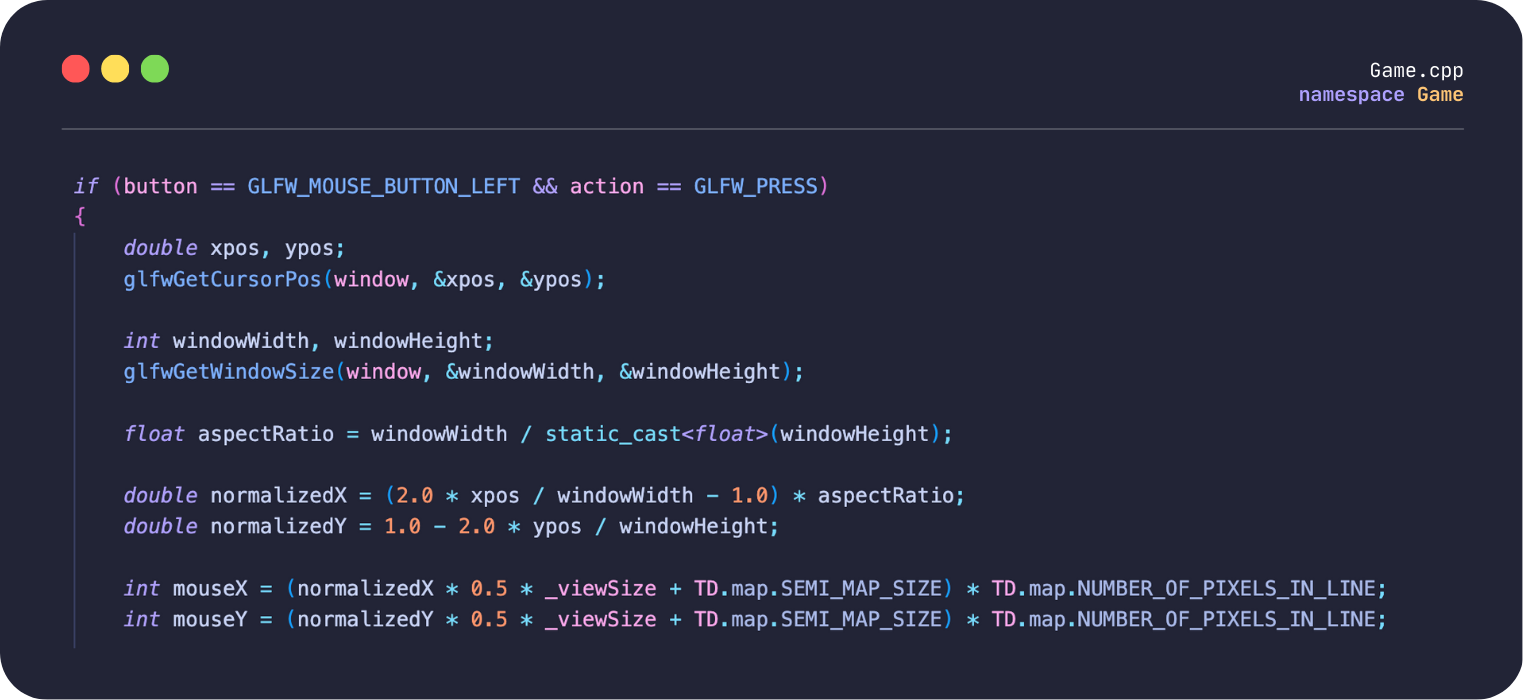 Game.cpp
namespace Game
if (button == GLFW_MOUSE_BUTTON_LEFT && action == GLFW_PRESS)
{
double xpos, ypos;
glfwGetCursorPos(window, &xpos, &ypos);
int windowWidth, windowHeight;
glfwGetWindowSize(window, &windowWidth, &windowHeight);
float aspectRatio = windowWidth / static_cast<float>(windowHeight);
double normalizedX = (2.0 * xpos / windowWidth - 1.0) * aspectRatio;
double normalizedY = 1.0 - 2.0 * ypos / windowHeight;
int mouseX = (normalizedX * 0.5 * _viewSize + TD.map.SEMI_MAP_SIZE) * TD.map.NUMBER_OF_PIXELS_IN_LINE;
int mouseY = (normalizedY * 0.5 * _viewSize + TD.map.SEMI_MAP_SIZE) * TD.map.NUMBER_OF_PIXELS_IN_LINE;